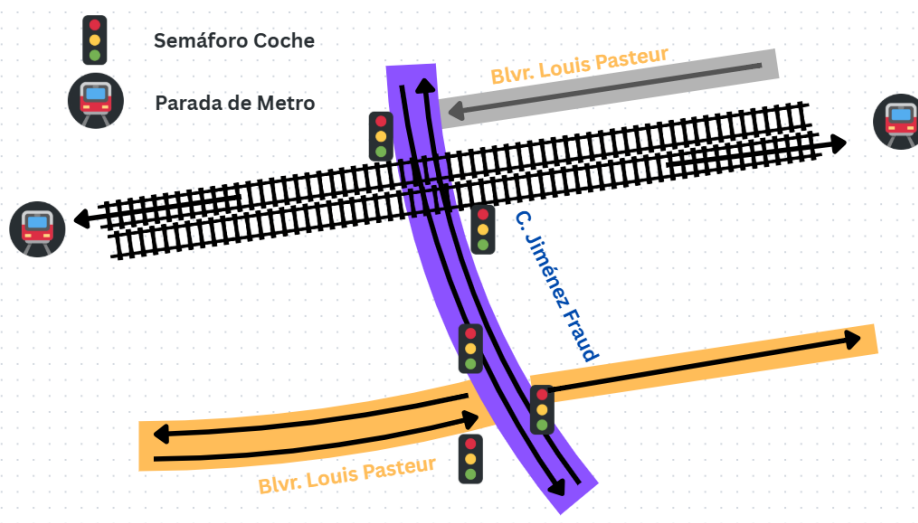 Semáforo Coche
Blvr. Louis Pasteur
Parada de Metro
C. Jiménez Fraud
Blvr. Louis Pasteur